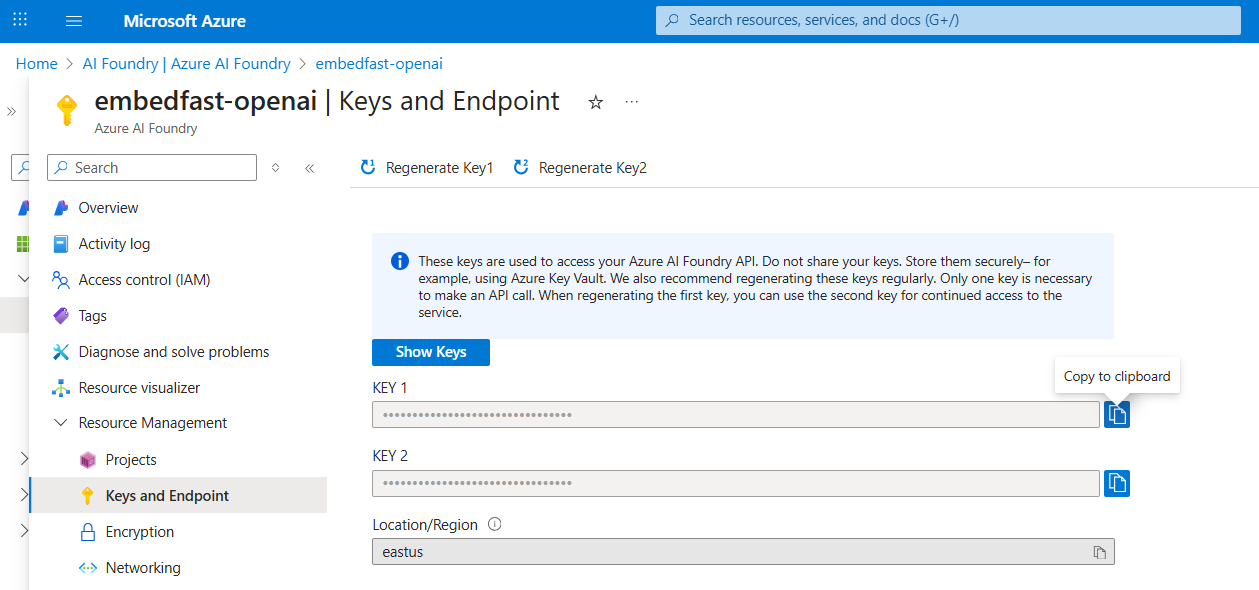 Microsoft Azure
Search resources, services, and docs (G+/)
Home > AI Foundry | Azure AI Foundry > embedfast-openai
embedfast-openai | Keys and Endpoint
Azure AI Foundry
Search
Regenerate Key1
Regenerate Key2
Overview
Activity log
Access control (IAM)
Tags
Diagnose and solve problems
Resource visualizer
Resource Management
Projects
Keys and Endpoint
Encryption
Networking
These keys are used to access your Azure AI Foundry API. Do not share your keys. Store them securely– for
example, using Azure Key Vault. We also recommend regenerating these keys regularly. Only one key is necessary
to make an API call. When regenerating the first key, you can use the second key for continued access to the
service.
Show Keys
Copy to clipboard
KEY 1
••••••••••••••••••••••••••••••••
KEY 2
••••••••••••••••••••••••••••••••
Location/Region
eastus